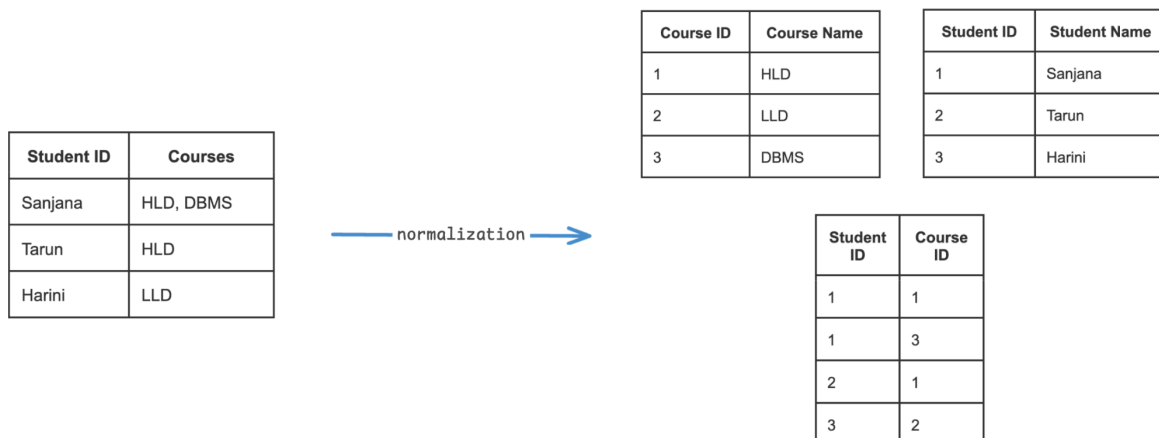 Student ID Courses
Sanjana HLD, DBMS
Tarun HLD
Harini LLD
normalization
Course ID Course Name
1 HLD
2 LLD
3 DBMS
Student ID Student Name
1 Sanjana
2 Tarun
3 Harini
Student Course
ID ID
1 1
1 3
2 1
3 2